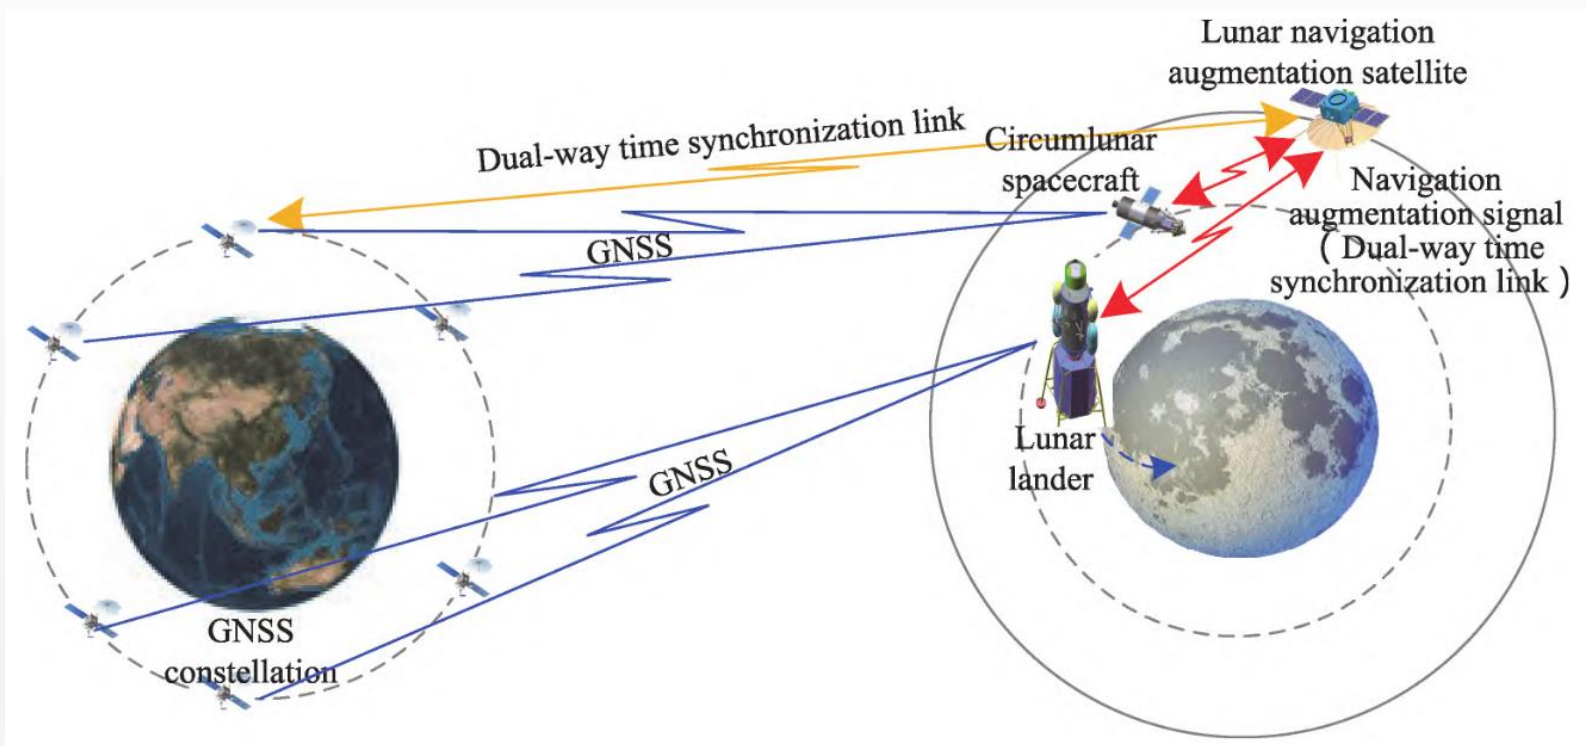 Lunar navigation
augmentation satellite
Dual-way time synchronization link
Circumlunar
spacecraft
Navigation
augmentation signal
( Dual-way time
synchronization link )
GNSS
GNSS
Lunar
lander
GNSS
constellation